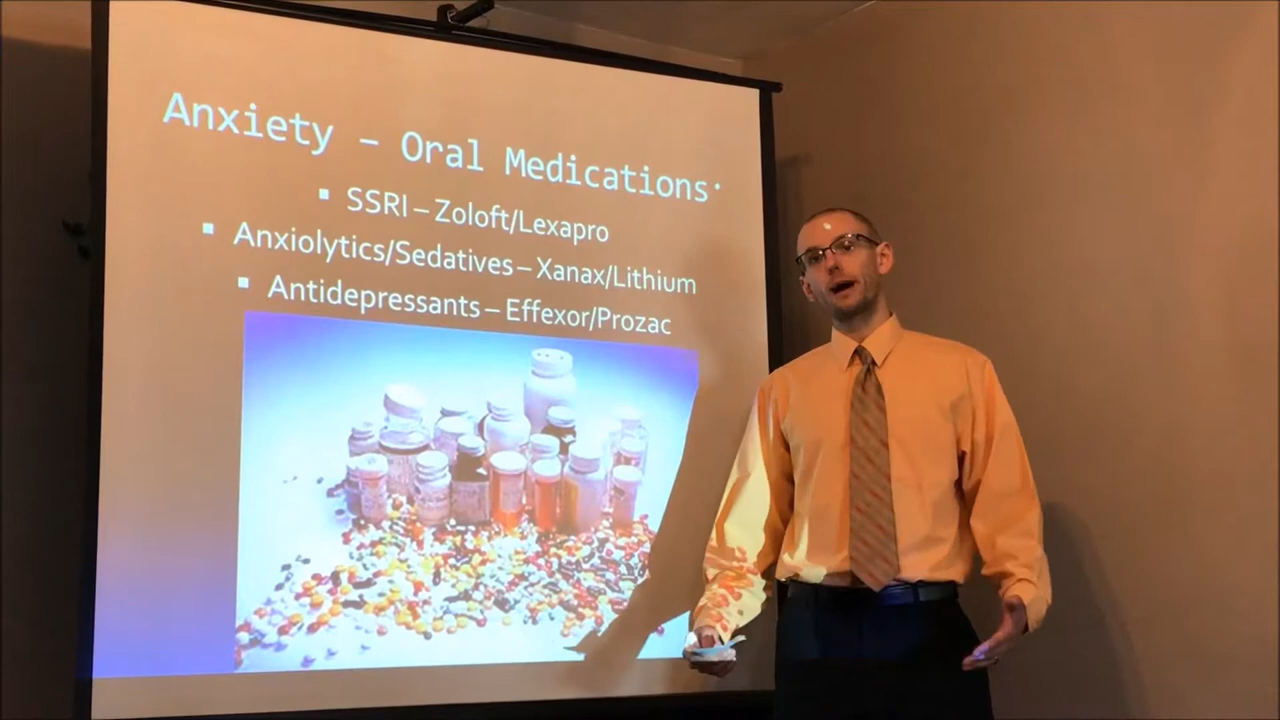 Anxiety – Oral Medications
▪ SSRI – Zoloft/Lexapro
▪ Anxiolytics/Sedatives – Xanax/Lithium
▪ Antidepressants – Effexor/Prozac